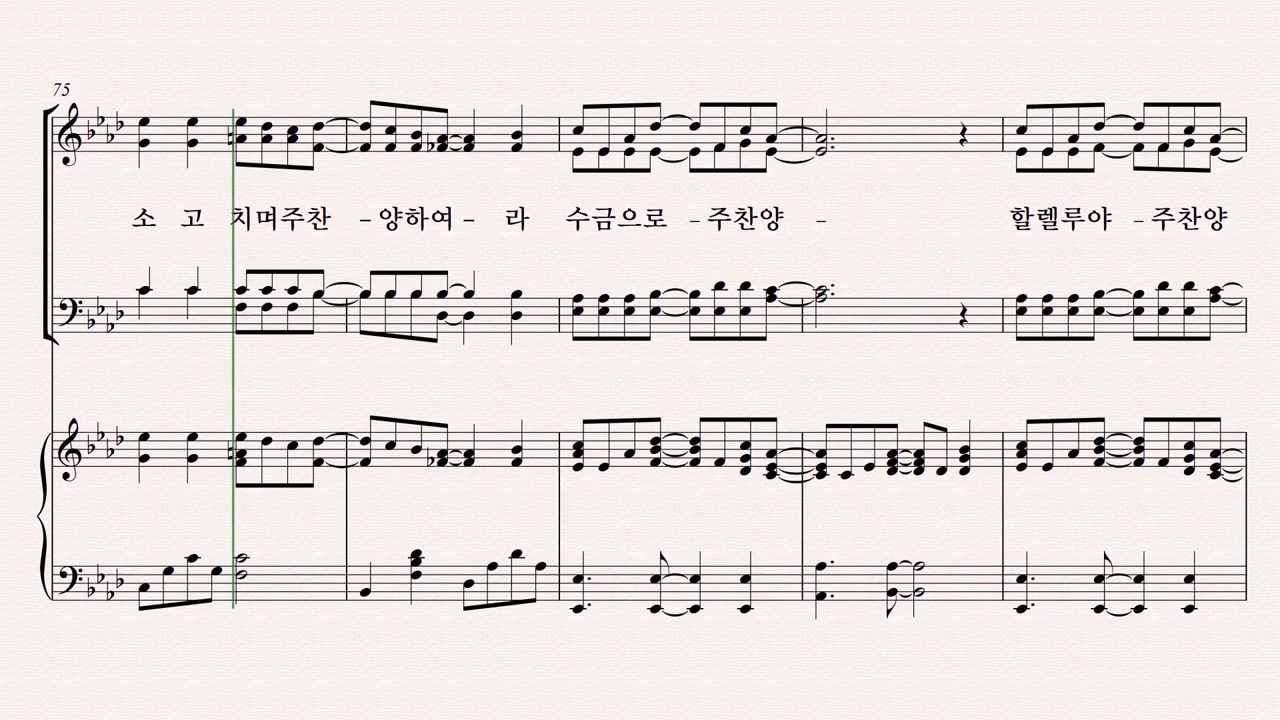 75
소 고 치며주찬 – 양하여 – 라 수금으로 – 주찬양 – 할렐루야 – 주찬양